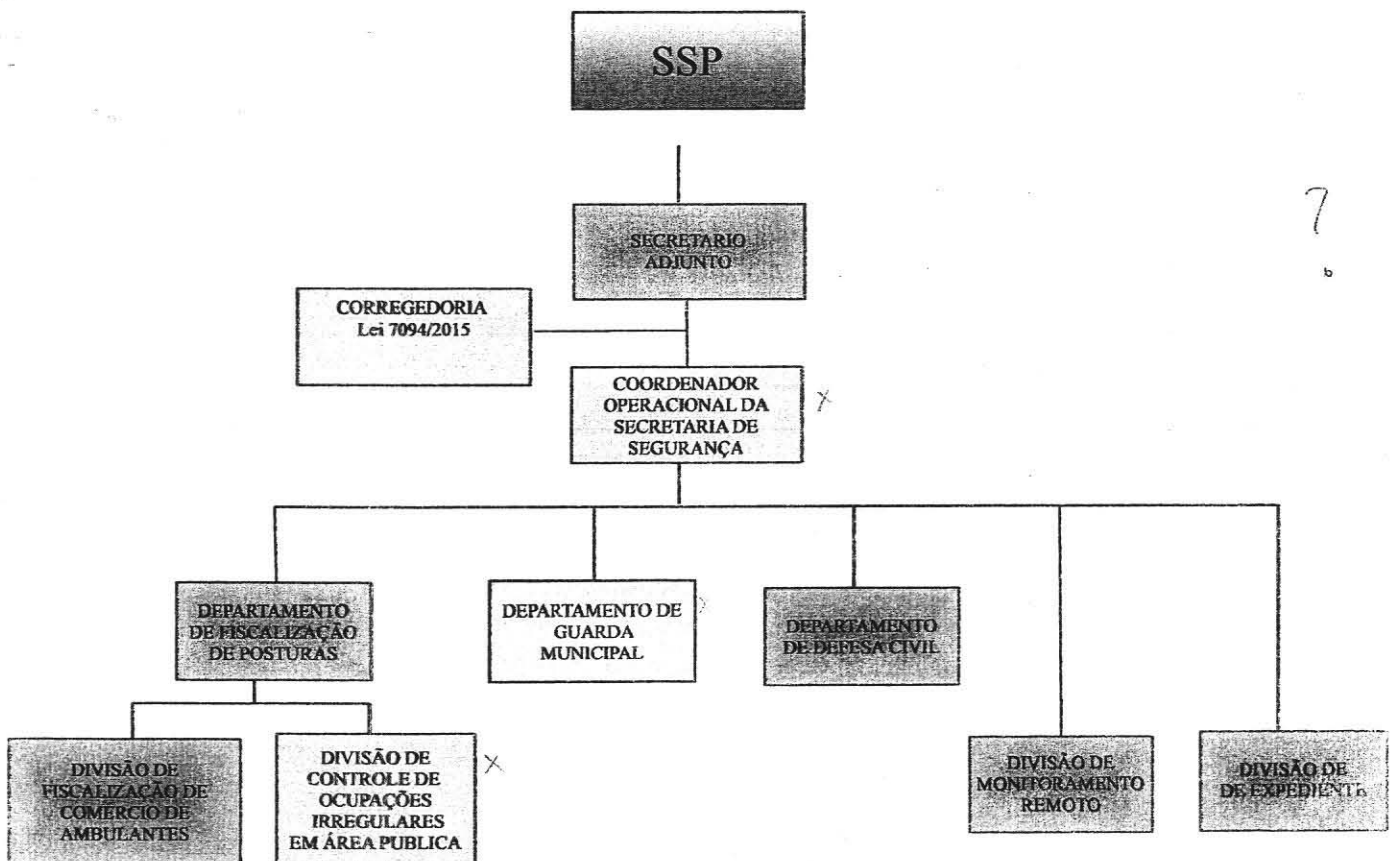 SSP
SECRETARIO
ADJUNTO
CORREGEDORIA
Lei 7094/2015
COORDENADOR
OPERACIONAL DA
SECRETARIA DE
SEGURANÇA
X
7
DEPARTAMENTO
DE FISCALIZAÇÃO
DE POSTURAS
DEPARTAMENTO DE
GUARDA
MUNICIPAL
DEPARTAMENTO
DE DEFESA CIVIL
DIVISÃO DE
FISCALIZAÇÃO DE
COMÉRCIO DE
AMBULANTES
DIVISÃO DE
CONTROLE DE
OCUPAÇÕES
IRREGULARES
EM ÁREA PUBLICA
X
DIVISÃO DE
MONITORAMENTO
REMOTO
DIVISÃO DE
DE EXPEDIENTE